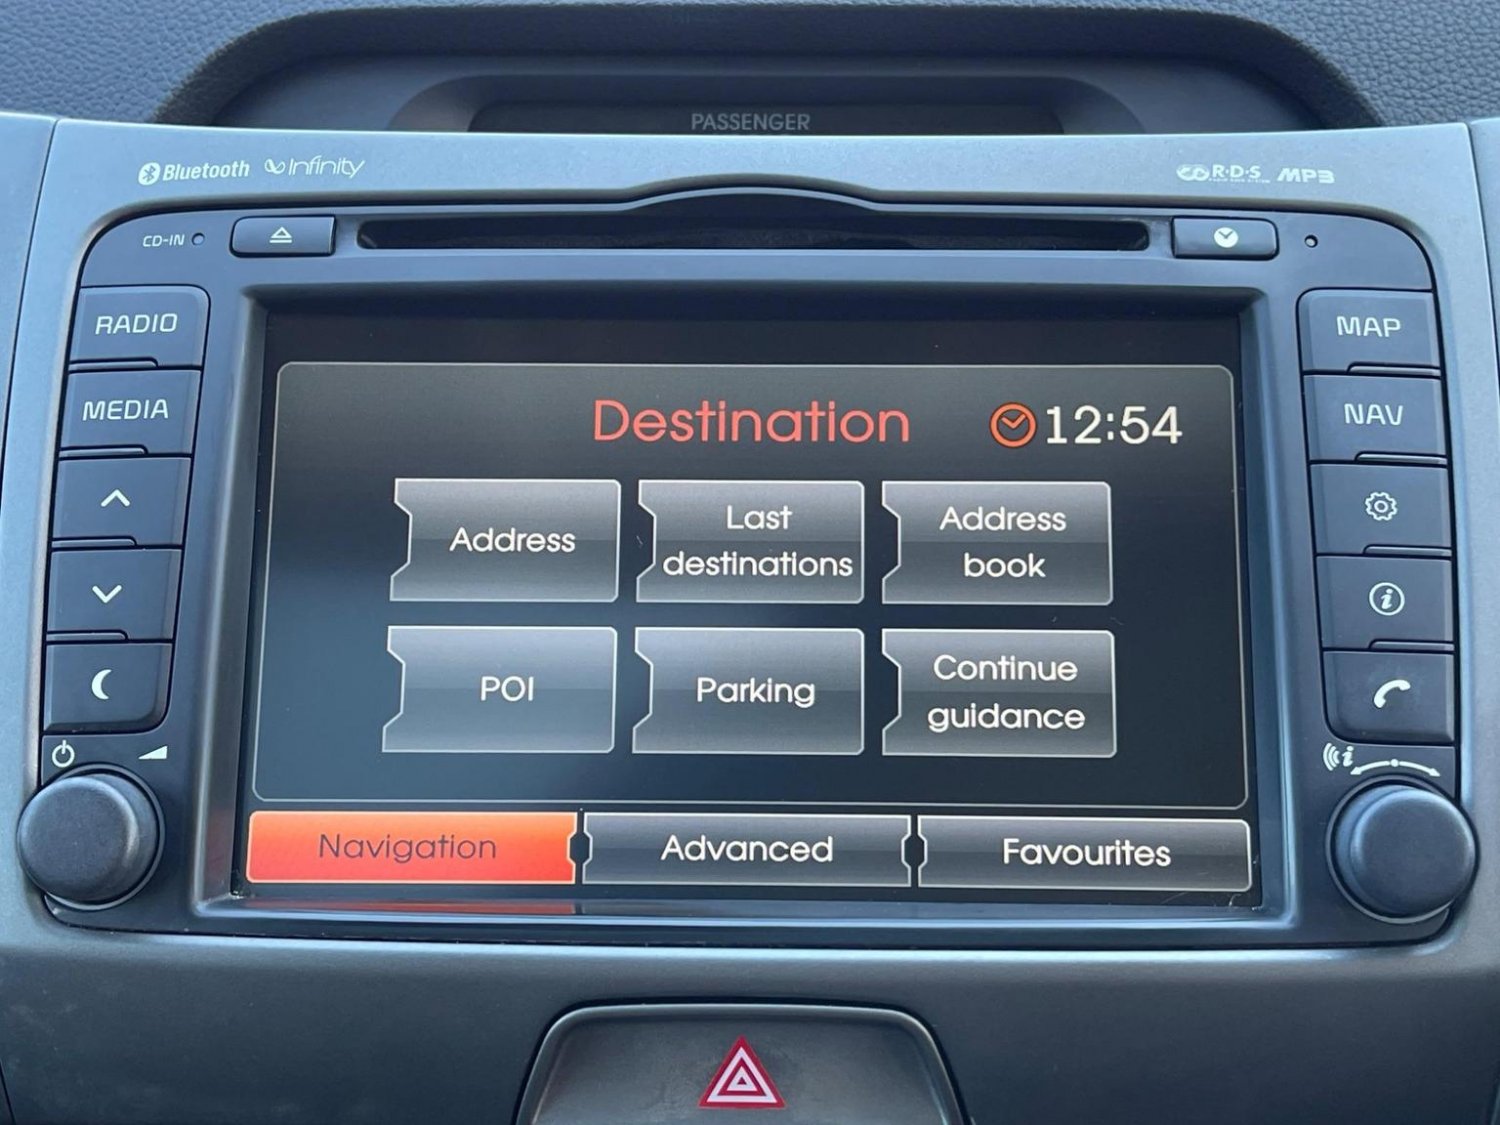 PASSENGER
Bluetooth Infinity
R·D·S MP3
CD-IN
RADIO
MAP
MEDIA
NAV
Destination 12:54
Address
Last
destinations
Address
book
POI
Parking
Continue
guidance
Navigation
Advanced
Favourites